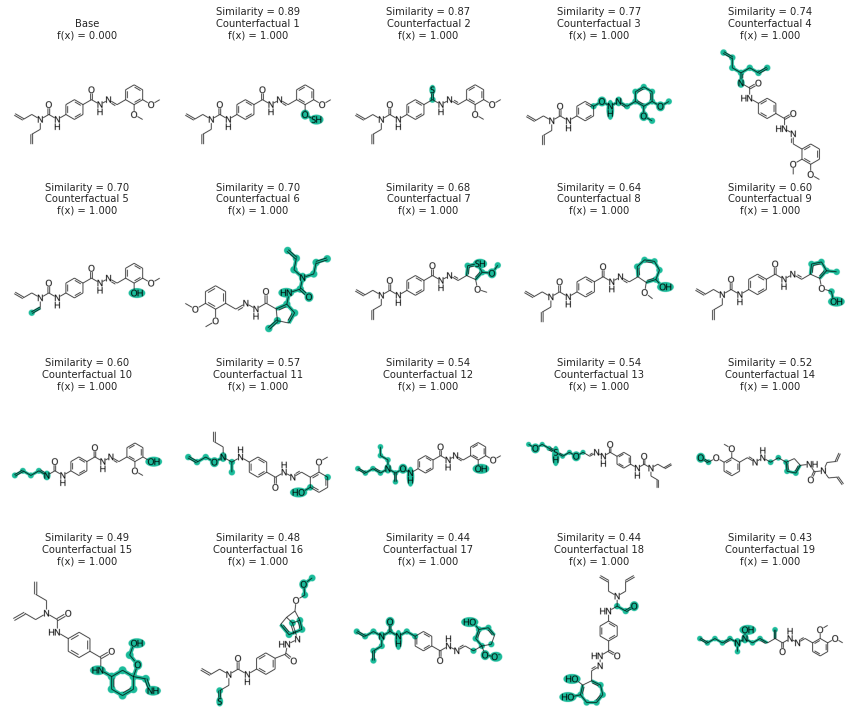 Base
f(x) = 0.000
Similarity = 0.89
Counterfactual 1
f(x) = 1.000
Similarity = 0.87
Counterfactual 2
f(x) = 1.000
Similarity = 0.77
Counterfactual 3
f(x) = 1.000
Similarity = 0.74
Counterfactual 4
f(x) = 1.000
Similarity = 0.70
Counterfactual 5
f(x) = 1.000
Similarity = 0.70
Counterfactual 6
f(x) = 1.000
Similarity = 0.68
Counterfactual 7
f(x) = 1.000
Similarity = 0.64
Counterfactual 8
f(x) = 1.000
Similarity = 0.60
Counterfactual 9
f(x) = 1.000
Similarity = 0.60
Counterfactual 10
f(x) = 1.000
Similarity = 0.57
Counterfactual 11
f(x) = 1.000
Similarity = 0.54
Counterfactual 12
f(x) = 1.000
Similarity = 0.54
Counterfactual 13
f(x) = 1.000
Similarity = 0.52
Counterfactual 14
f(x) = 1.000
Similarity = 0.49
Counterfactual 15
f(x) = 1.000
Similarity = 0.48
Counterfactual 16
f(x) = 1.000
Similarity = 0.44
Counterfactual 17
f(x) = 1.000
Similarity = 0.44
Counterfactual 18
f(x) = 1.000
Similarity = 0.43
Counterfactual 19
f(x) = 1.000